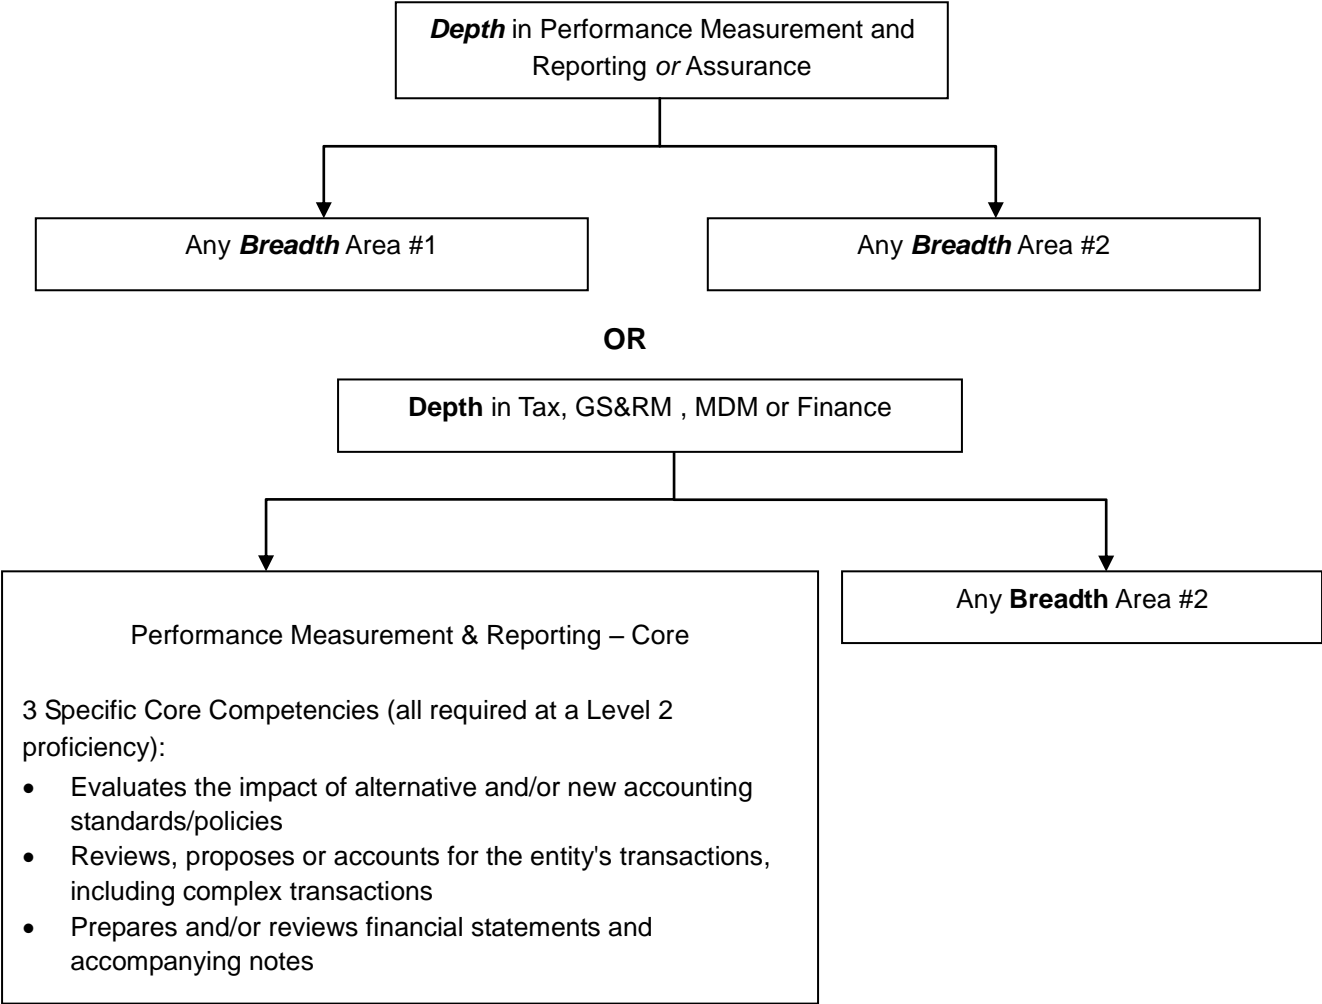 Depth in Performance Measurement and
Reporting or Assurance
Any Breadth Area #1
Any Breadth Area #2
OR
Depth in Tax, GS&RM , MDM or Finance
Performance Measurement & Reporting – Core
Any Breadth Area #2
3 Specific Core Competencies (all required at a Level 2
proficiency):
• Evaluates the impact of alternative and/or new accounting
standards/policies
• Reviews, proposes or accounts for the entity's transactions,
including complex transactions
• Prepares and/or reviews financial statements and
accompanying notes